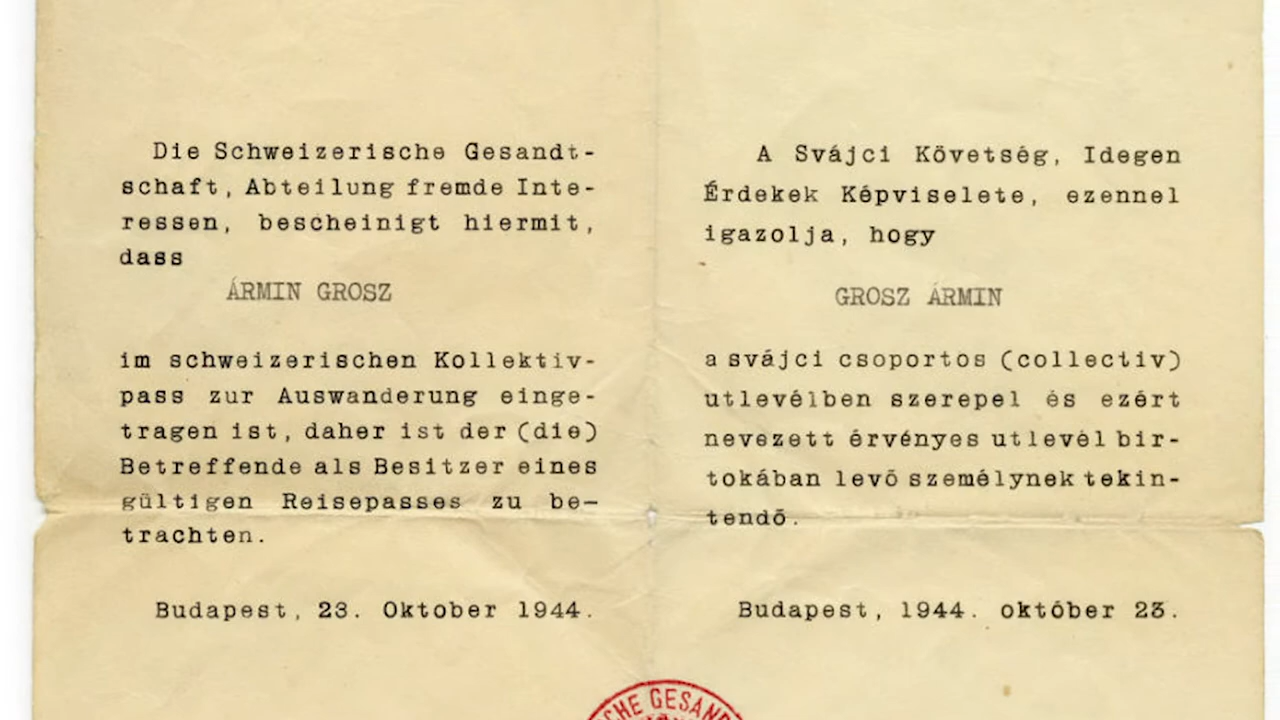 Die Schweizerische Gesandt-
schaft, Abteilung fremde Inte-
ressen, bescheinigt hiermit,
dass
ÁRMIN GROSZ
im schweizerischen Kollektiv-
pass zur Auswanderung einge-
tragen ist, daher ist der (die)
Betreffende als Besitzer eines
gültigen Reisepasses zu be-
trachten.
Budapest, 23. Oktober 1944.
A Svájci Követség, Idegen
Érdekek Képviselete, ezennel
igazolja, hogy
GROSZ ÁRMIN
a svájci csoportos (collectiv)
utlevélben szerepel és ezért
nevezett érvényes utlevél bir-
tokában levő személynek tekin-
tendő.
Budapest, 1944. október 23.